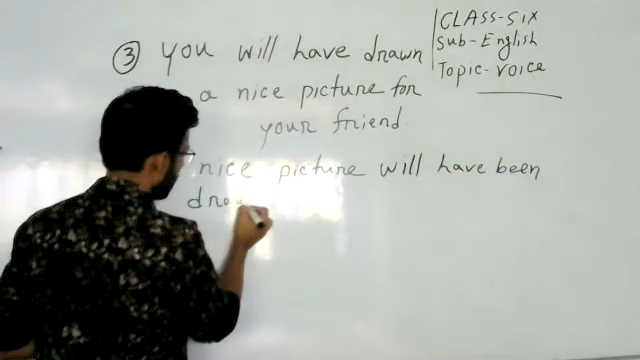 CLASS-Six
Sub-English
Topic-Voice
③ you will have drawn
a nice picture for
your friend.
nice picture will have been